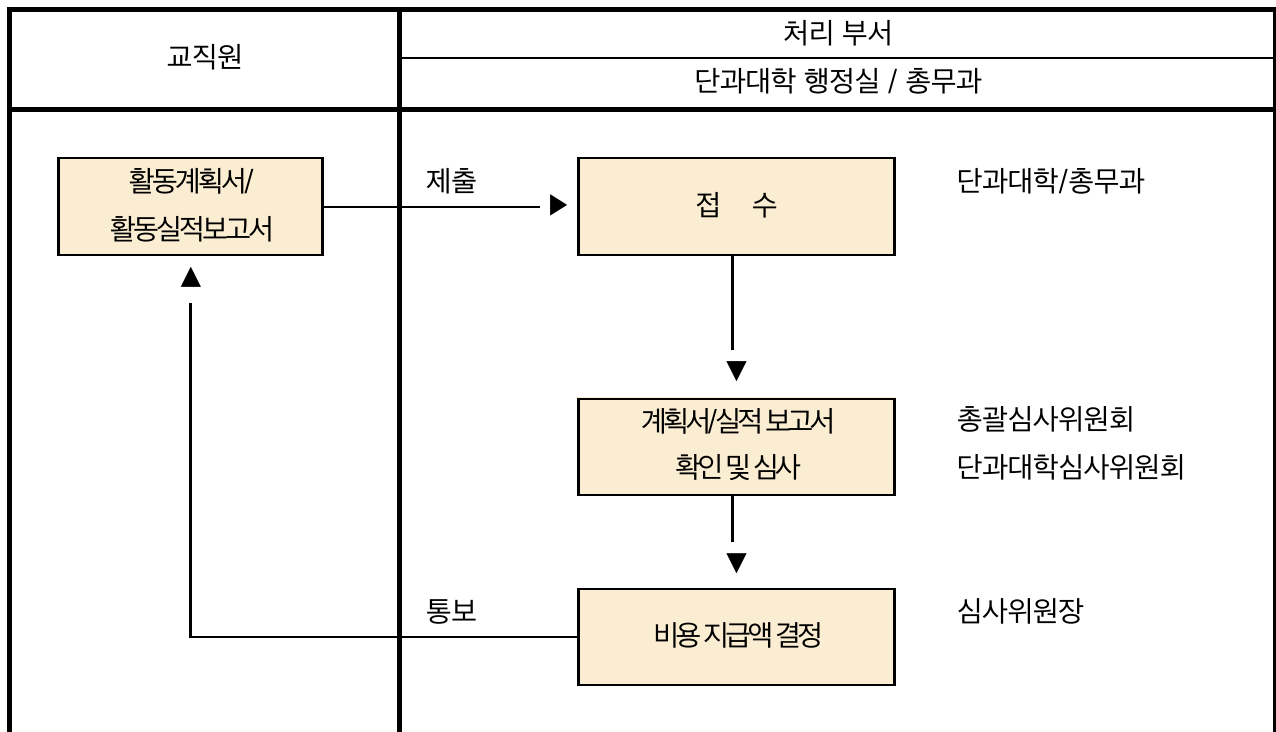 교직원
처리 부서
단과대학 행정실 / 총무과
활동계획서/
활동실적보고서
제출
접 수
단과대학/총무과
계획서/실적 보고서
확인 및 심사
총괄심사위원회
단과대학심사위원회
통보
비용 지급액 결정
심사위원장